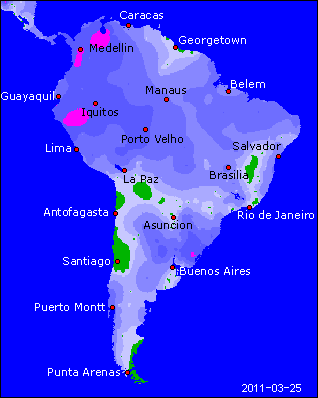 Caracas
Georgetown
Medellin
Guayaquil
Iquitos
Manaus
Belem
Porto Velho
Lima
Salvador
La Paz
Brasilia
Antofagasta
Rio de Janeiro
Asuncion
Santiago
Buenos Aires
Puerto Montt
Punta Arenas
2011-03-25